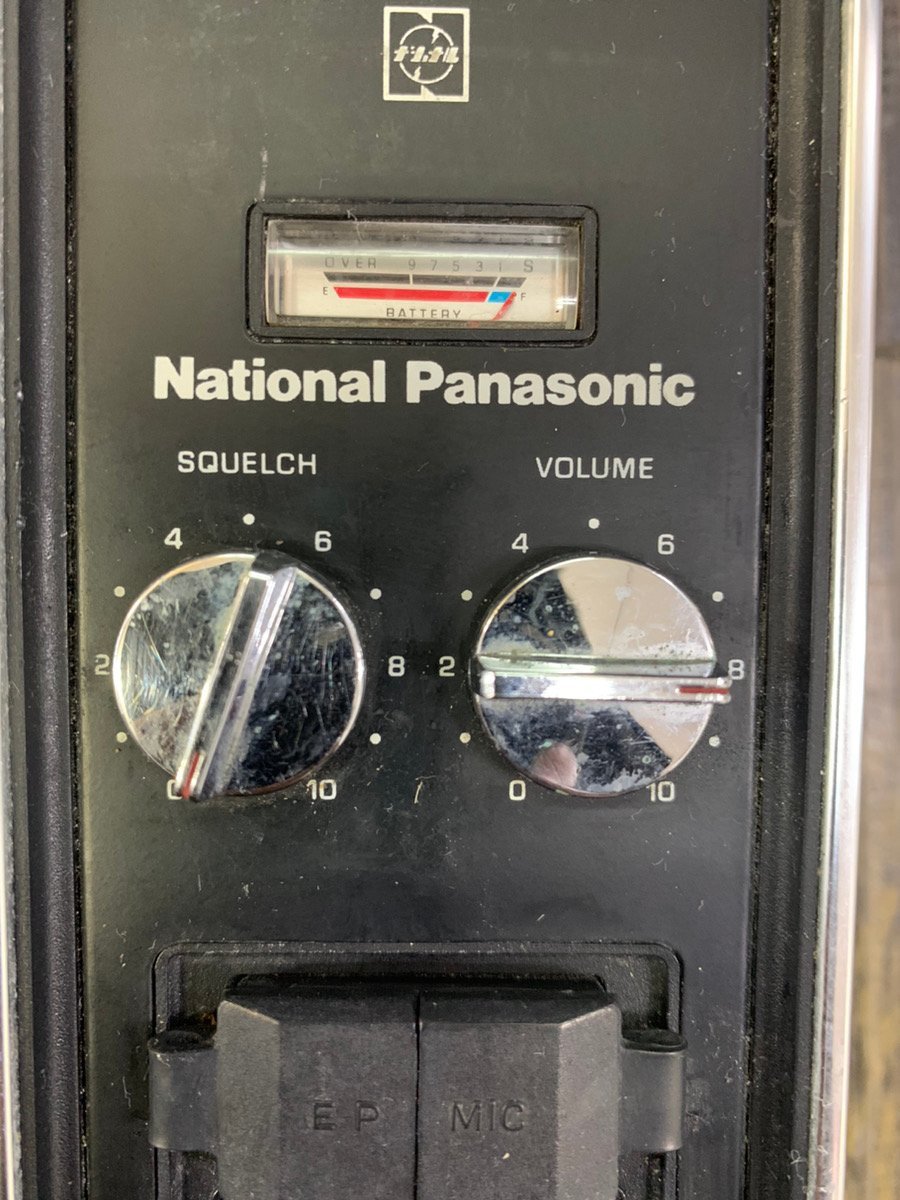 ナショナル
OVER 9 7 5 3 1 S
E F
BATTERY
National Panasonic
SQUELCH VOLUME
4 6 4 6
2 8 2 8
0 10 0 10
EP MIC